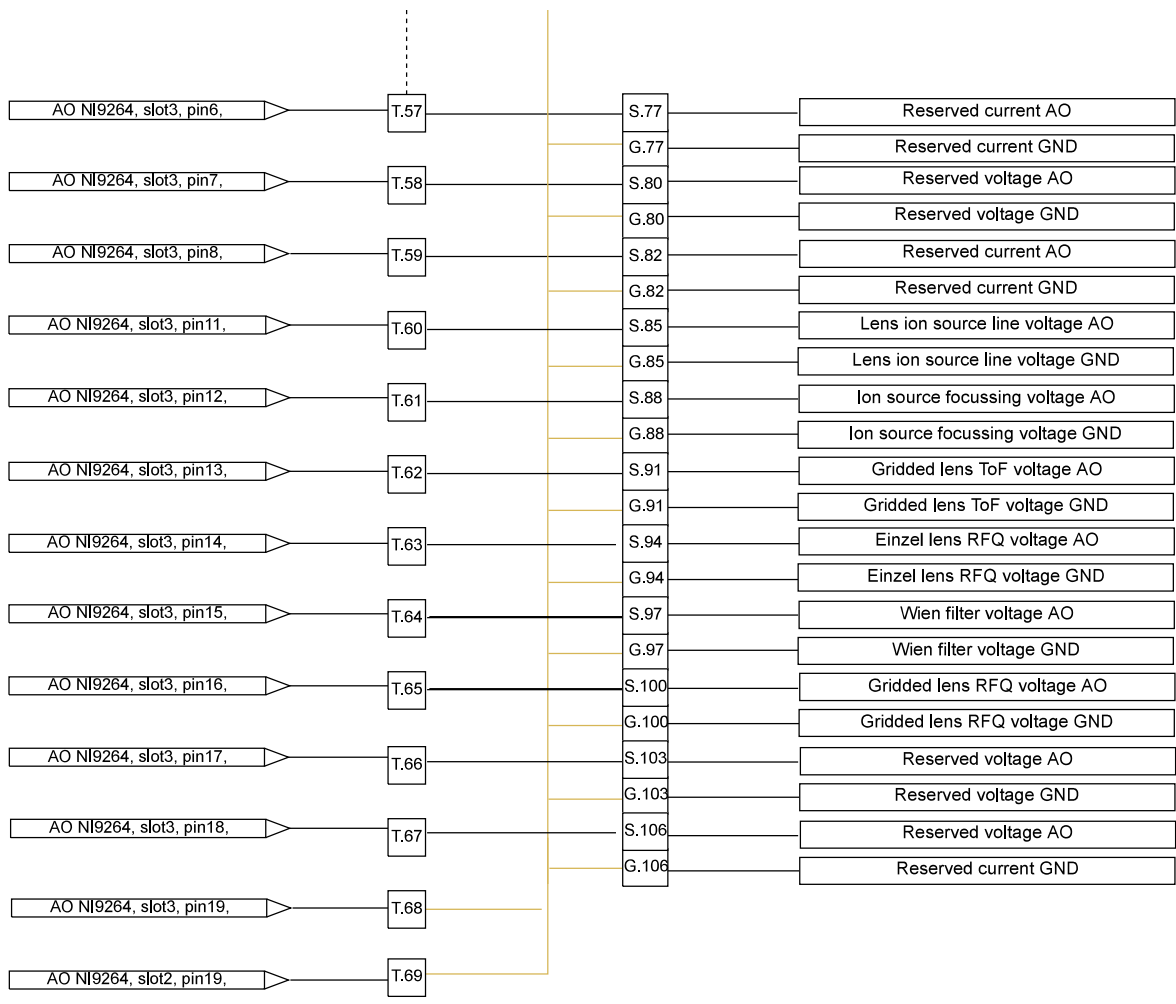 AO NI9264, slot3, pin6,
T.57
S.77
Reserved current AO
G.77
Reserved current GND
AO NI9264, slot3, pin7,
T.58
S.80
Reserved voltage AO
G.80
Reserved voltage GND
AO NI9264, slot3, pin8,
T.59
S.82
Reserved current AO
G.82
Reserved current GND
AO NI9264, slot3, pin11,
T.60
S.85
Lens ion source line voltage AO
G.85
Lens ion source line voltage GND
AO NI9264, slot3, pin12,
T.61
S.88
Ion source focussing voltage AO
G.88
Ion source focussing voltage GND
AO NI9264, slot3, pin13,
T.62
S.91
Gridded lens ToF voltage AO
G.91
Gridded lens ToF voltage GND
AO NI9264, slot3, pin14,
T.63
S.94
Einzel lens RFQ voltage AO
G.94
Einzel lens RFQ voltage GND
AO NI9264, slot3, pin15,
T.64
S.97
Wien filter voltage AO
G.97
Wien filter voltage GND
AO NI9264, slot3, pin16,
T.65
S.100
Gridded lens RFQ voltage AO
G.100
Gridded lens RFQ voltage GND
AO NI9264, slot3, pin17,
T.66
S.103
Reserved voltage AO
G.103
Reserved voltage GND
AO NI9264, slot3, pin18,
T.67
S.106
Reserved voltage AO
G.106
Reserved current GND
AO NI9264, slot3, pin19,
T.68
AO NI9264, slot2, pin19,
T.69